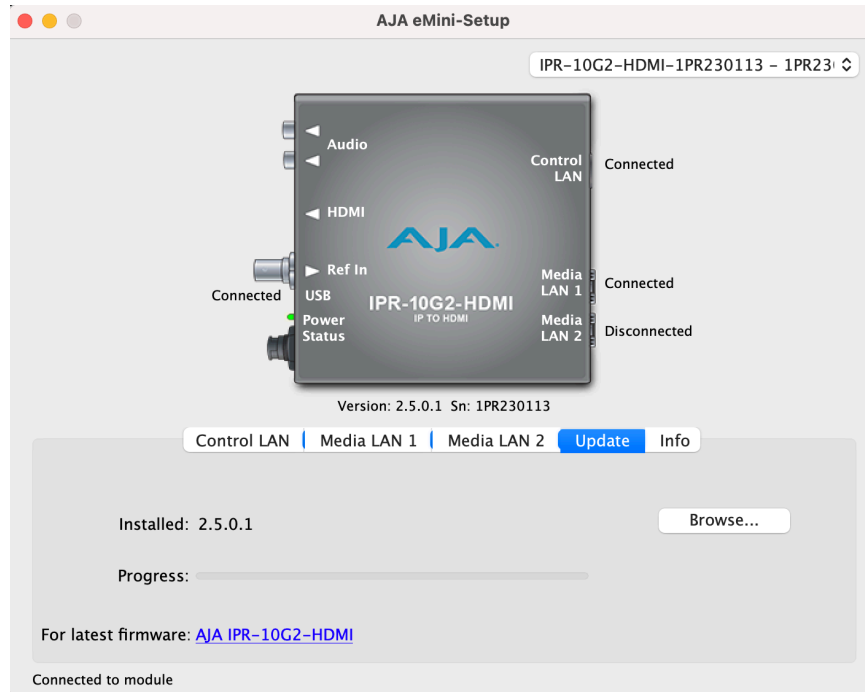 AJA eMini-Setup
IPR-10G2-HDMI-1PR230113 - 1PR23
Audio
Control
LAN
Connected
HDMI
AJA
Ref In
Connected
USB
IPR-10G2-HDMI
IP TO HDMI
Media
LAN 1
Connected
Power
Status
Media
LAN 2
Disconnected
Version: 2.5.0.1 Sn: 1PR230113
Control LAN
Media LAN 1
Media LAN 2
Update
Info
Installed: 2.5.0.1
Browse...
Progress:
For latest firmware: AJA IPR-10G2-HDMI
Connected to module